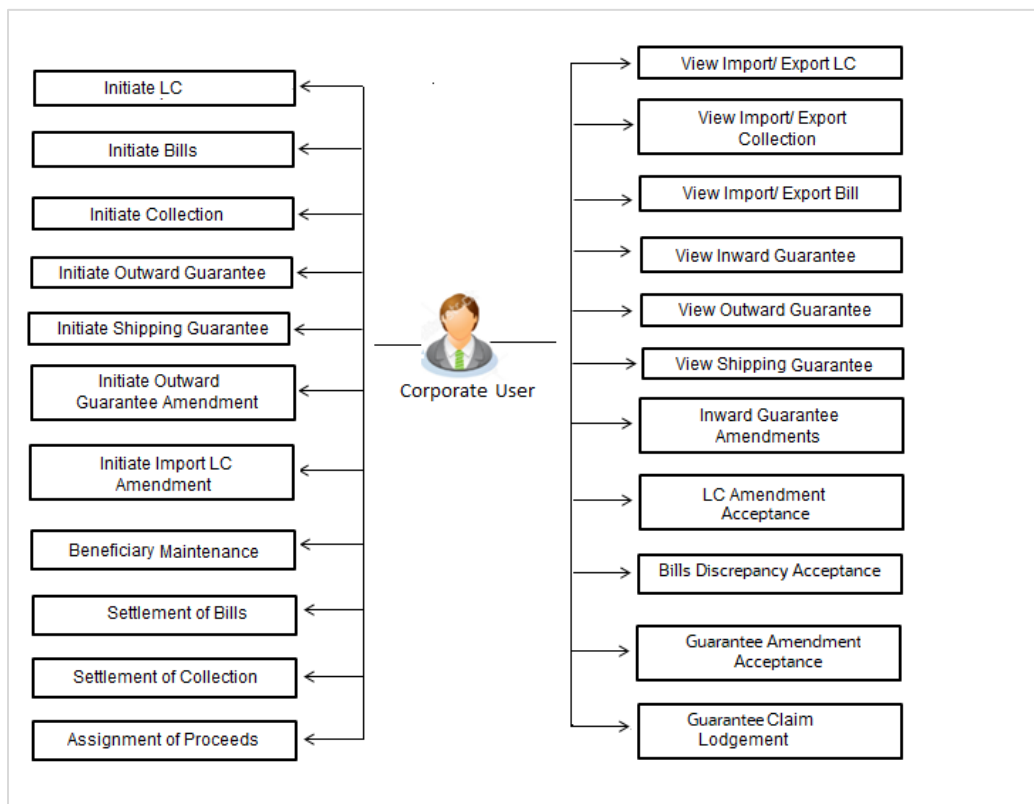 Initiate LC
Initiate Bills
Initiate Collection
Initiate Outward Guarantee
Initiate Shipping Guarantee
Initiate Outward
Guarantee Amendment
Initiate Import LC
Amendment
Beneficiary Maintenance
Settlement of Bills
Settlement of Collection
Assignment of Proceeds
Corporate User
View Import/ Export LC
View Import/ Export
Collection
View Import/ Export Bill
View Inward Guarantee
View Outward Guarantee
View Shipping Guarantee
Inward Guarantee
Amendments
LC Amendment
Acceptance
Bills Discrepancy Acceptance
Guarantee Amendment
Acceptance
Guarantee Claim
Lodgement